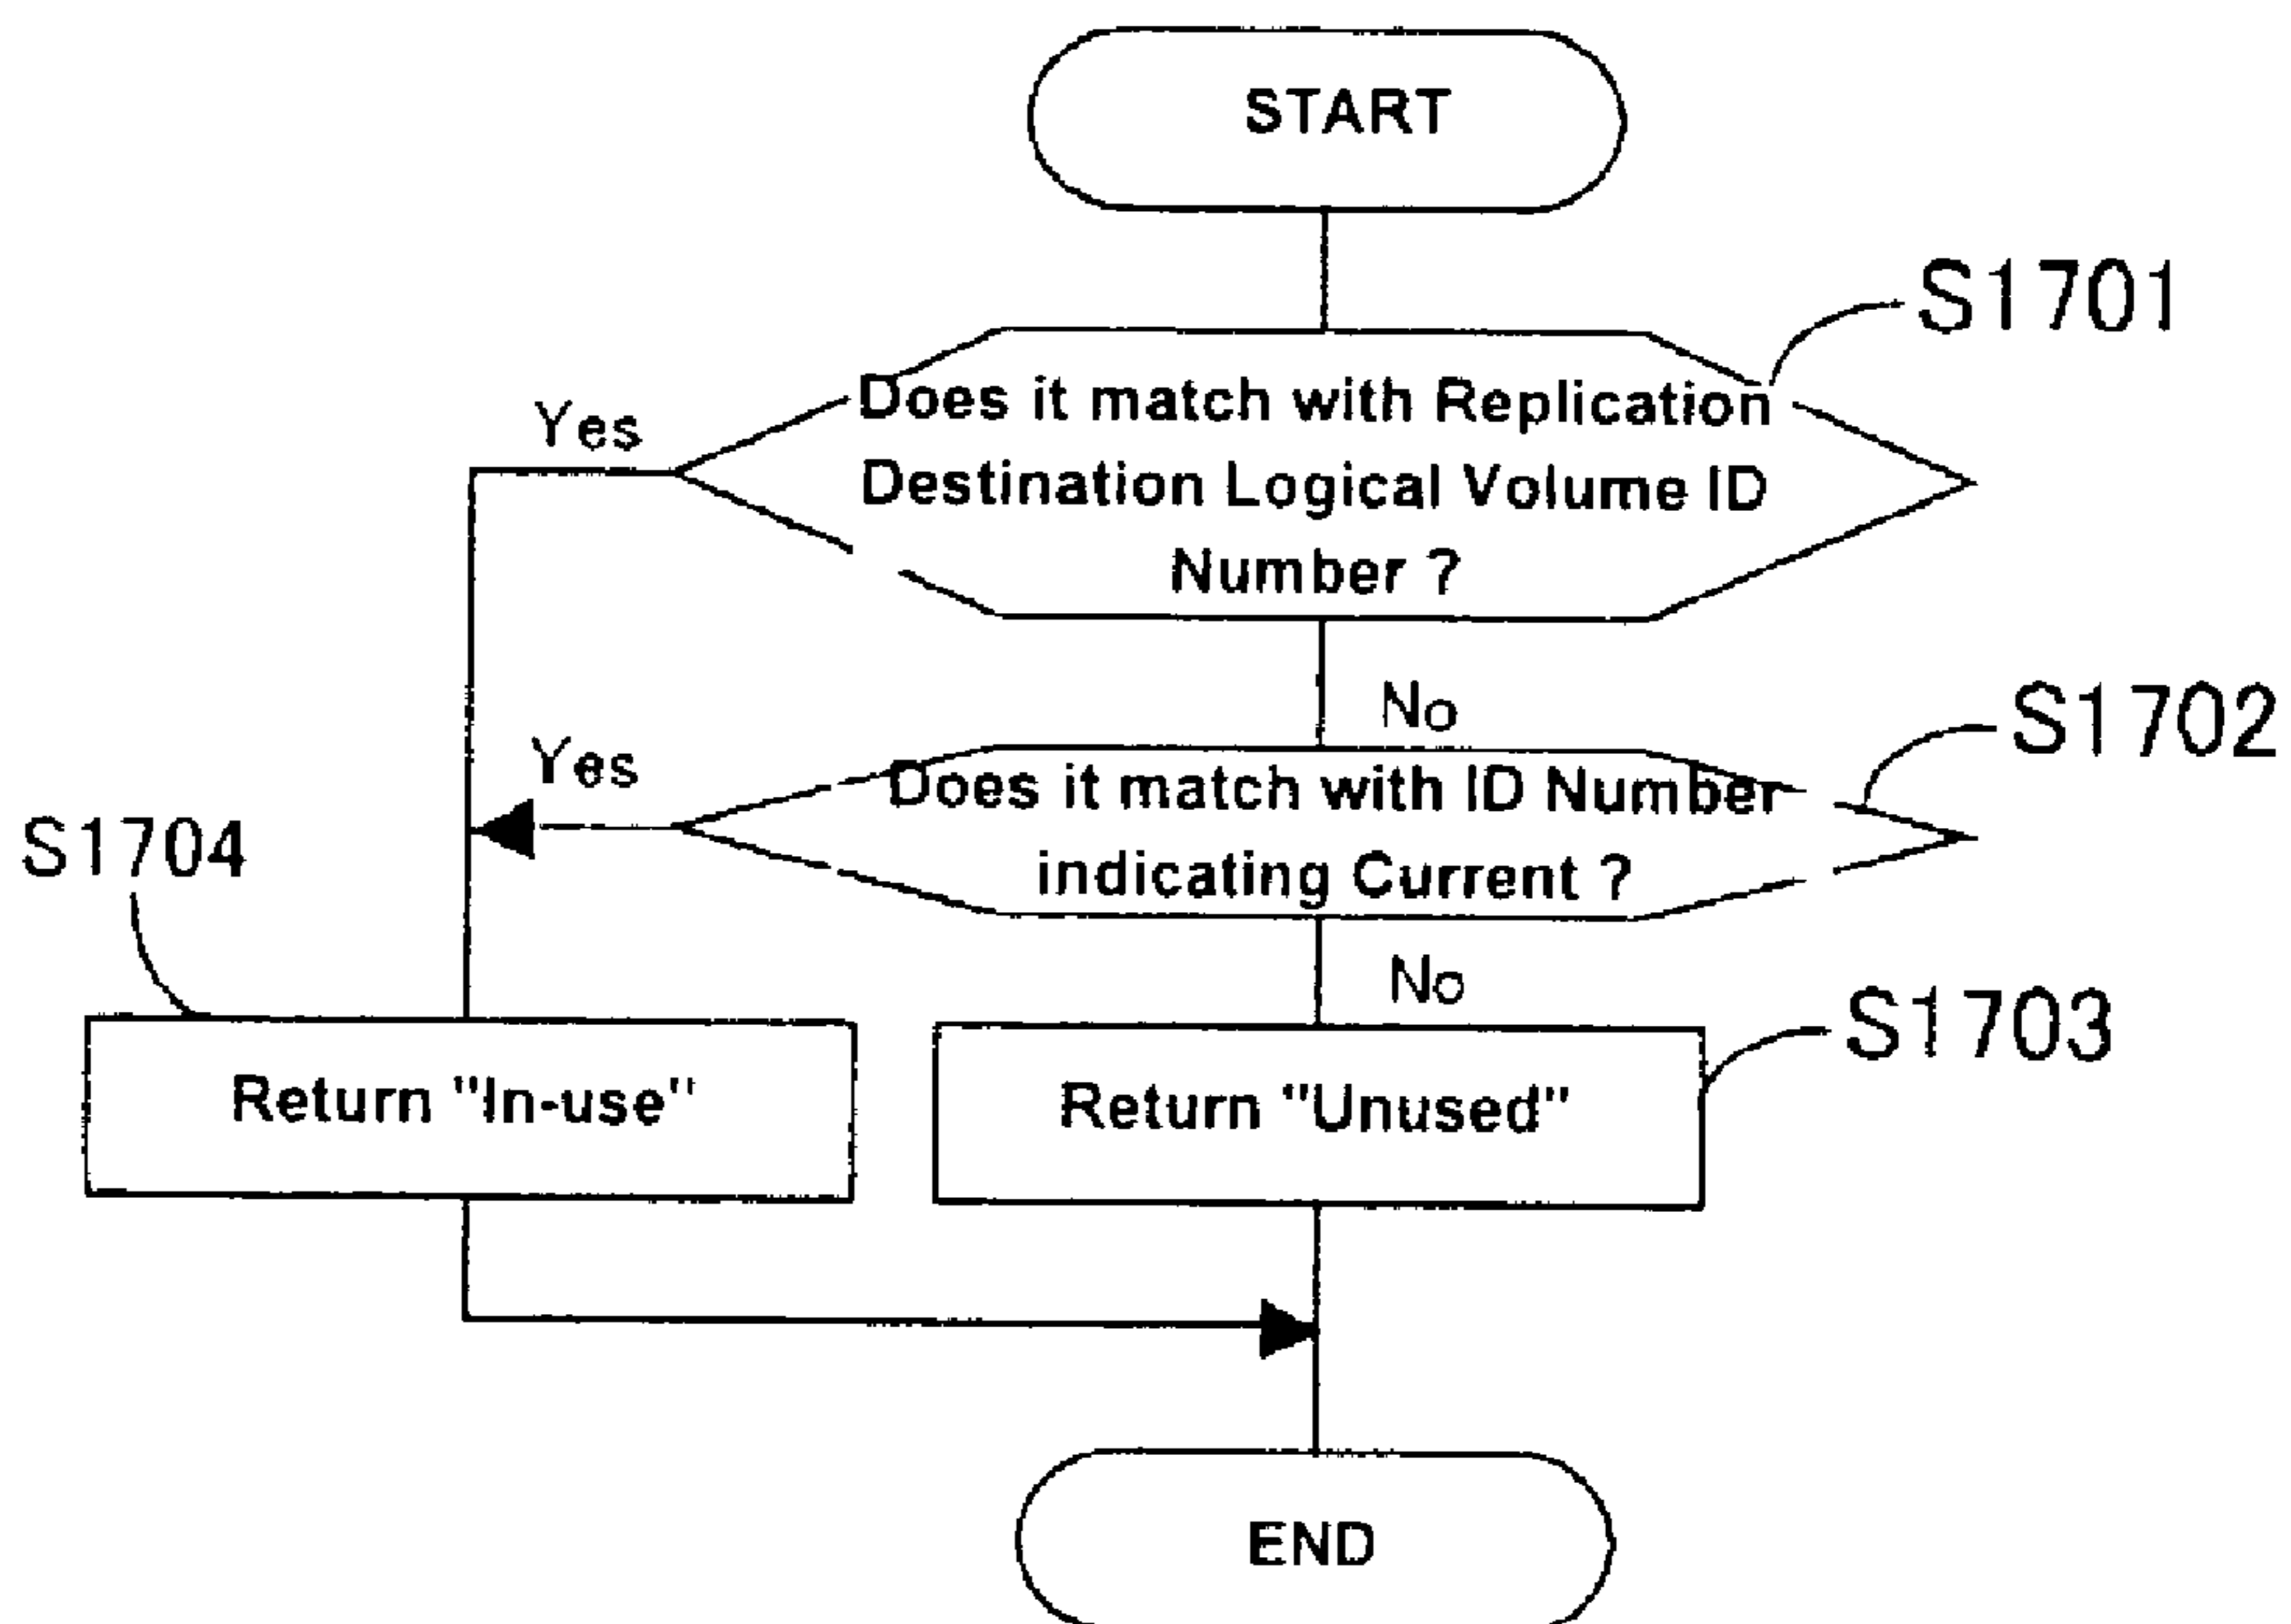 START
S1701
Yes
Does it match with Replication
Destination Logical Volume ID
Number ?
No
S1702
Yes
Does it match with ID Number
indicating Current ?
S1704
No
S1703
Return "In-use"
Return "Unused"
END